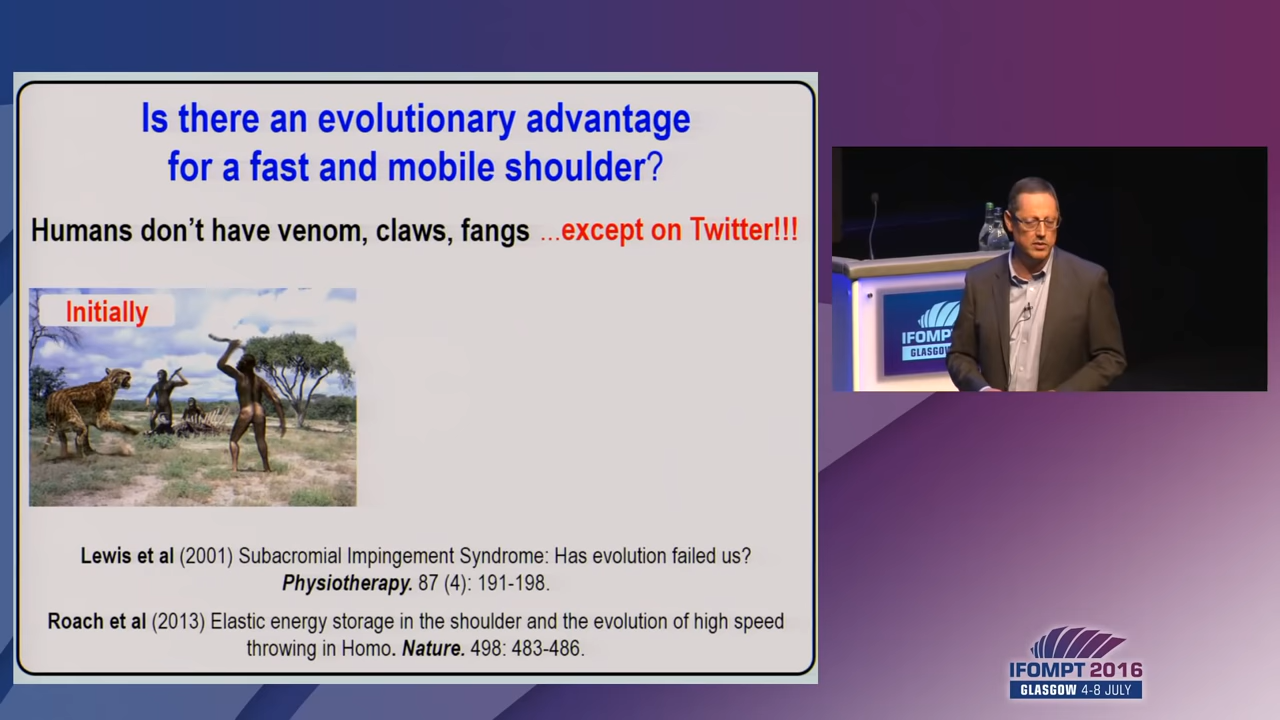 Is there an evolutionary advantage
for a fast and mobile shoulder?
Humans don't have venom, claws, fangs ...except on Twitter!!!
Initially
Lewis et al (2001) Subacromial Impingement Syndrome: Has evolution failed us?
Physiotherapy. 87 (4): 191-198.
Roach et al (2013) Elastic energy storage in the shoulder and the evolution of high speed
throwing in Homo. Nature. 498: 483-486.
IFOMP
GLASGOW
IFOMPT 2016
GLASGOW 4-8 JULY